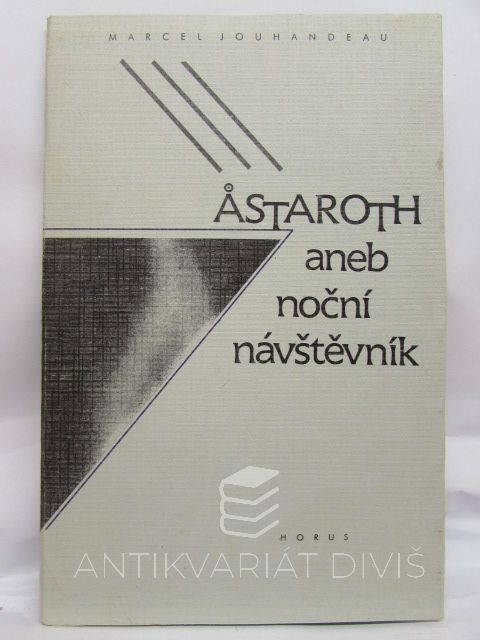 MARCEL JOUHANDEAU
ÅSTAROTH
aneb
noční
návštěvník
HORUS
ANTIKVARIÁT DIVIŠ